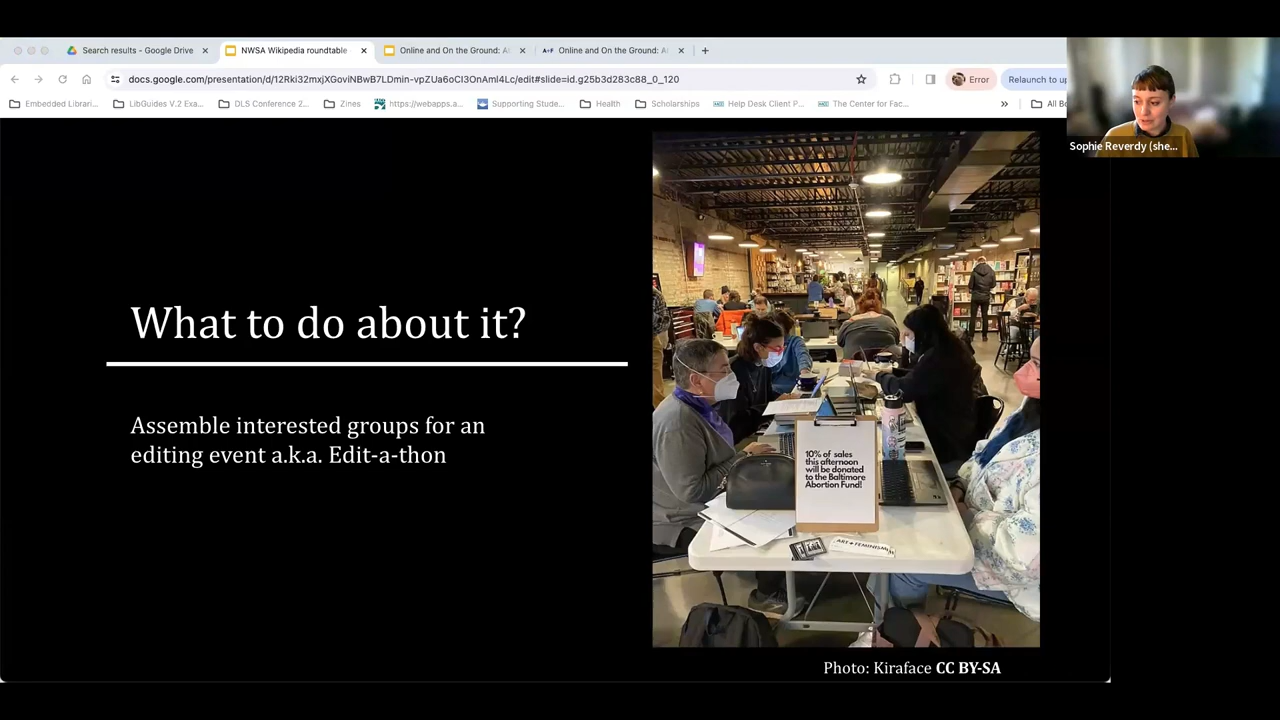 Search results - Google Drive
NWSA Wikipedia roundtable
Online and On the Ground: A
Online and On the Ground: A
docs.google.com/presentation/d/12Rki32mxjXGoviNBwB7LDmin-vpZUa6oCI3OnAmI4Lc/edit#slide=id.g25b3d283c88_0_120
Error
Relaunch to up
Embedded Librari...
LibGuides V.2 Exa...
DLS Conference 2...
Zines
https://webapps.a...
Supporting Stude...
Health
Scholarships
Help Desk Client P...
The Center for Fac...
All Bo
Sophie Reverdy (she...
What to do about it?
Assemble interested groups for an
editing event a.k.a. Edit-a-thon
10% of sales
this afternoon
will be donated
to the Baltimore
Abortion Fund!
ART+FEMINISM
Photo: Kiraface CC BY-SA